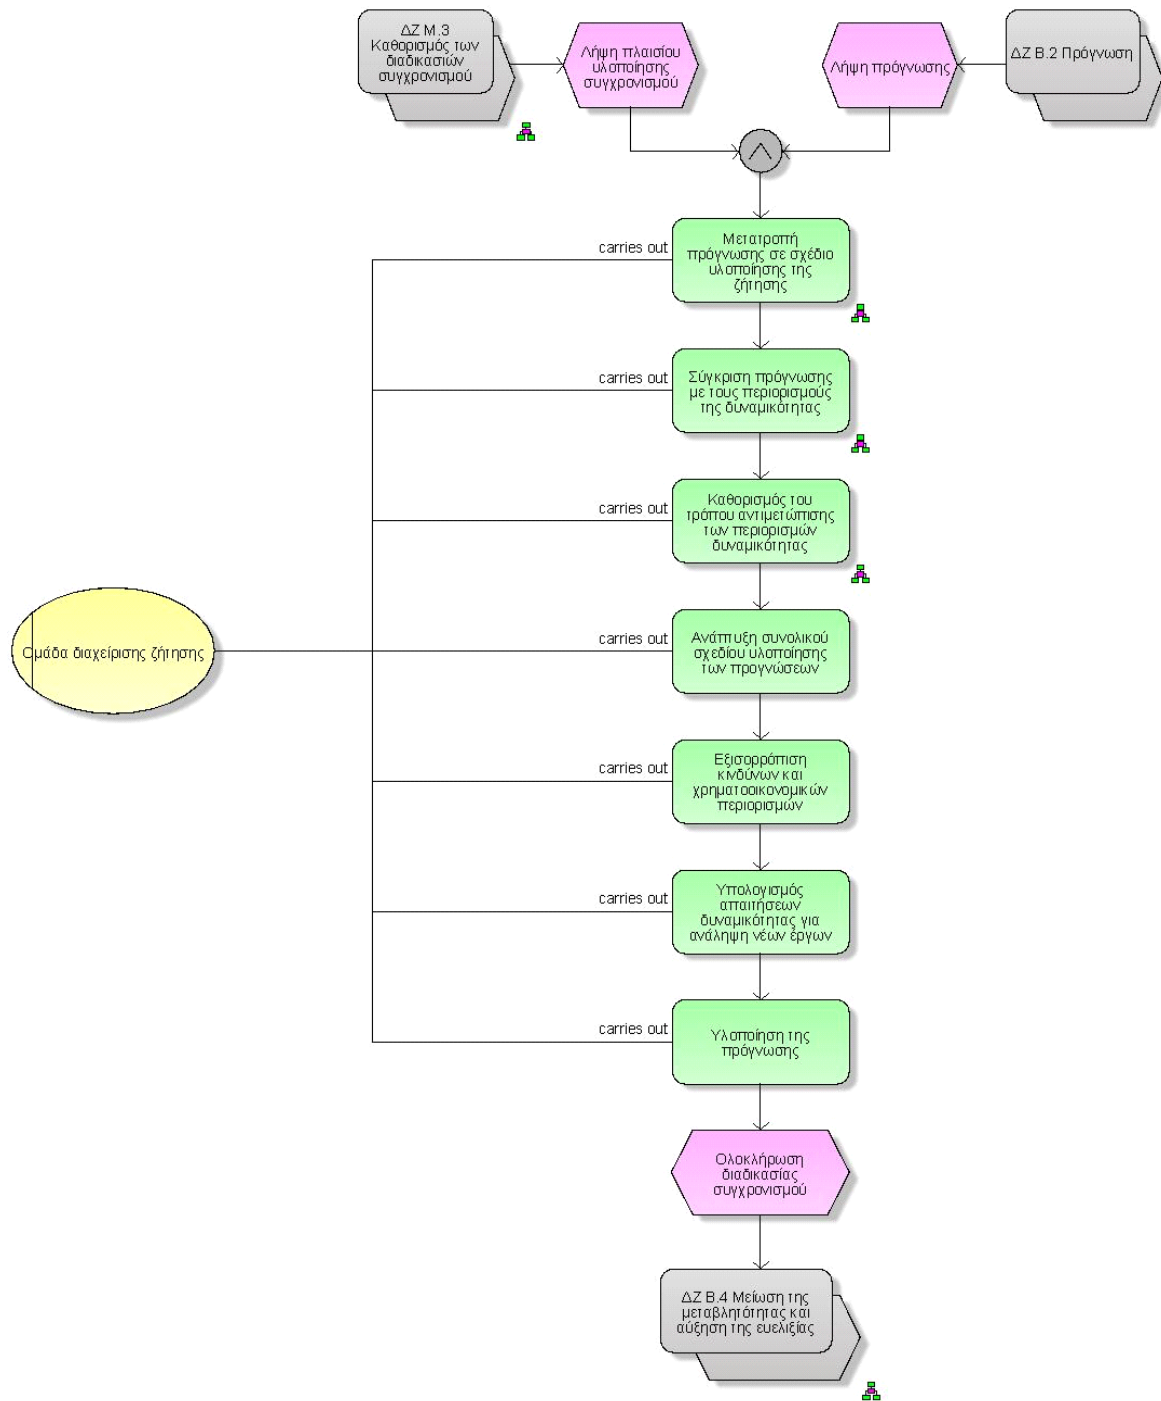 ΔΖ Μ.3
Καθορισμός των
διαδικασιών
συγχρονισμού
Λήψη πλαισίου
υλοποίησης
συγχρονισμού
Λήψη πρόγνωσης
ΔΖ Β.2 Πρόγνωση
carries out
Μετατροπή
πρόγνωσης σε σχέδιο
υλοποίησης της
ζήτησης
carries out
Σύγκριση πρόγνωσης
με τους περιορισμούς
της δυναμικότητας
carries out
Καθορισμός του
τρόπου αντιμετώπισης
των περιορισμών
δυναμικότητας
Ομάδα διαχείρισης ζήτησης
carries out
Ανάπτυξη συνολικού
σχεδίου υλοποίησης
των προγνώσεων
carries out
Εξισορρόπιση
κινδύνων και
χρηματοοικονομικών
περιορισμών
carries out
Υπολογισμός
απαιτήσεων
δυναμικότητας για
ανάληψη νέων έργων
carries out
Υλοποίηση της
πρόγνωσης
Ολοκλήρωση
διαδικασίας
συγχρονισμού
ΔΖ Β.4 Μείωση της
μεταβλητότητας και
αύξηση της ευελιξίας